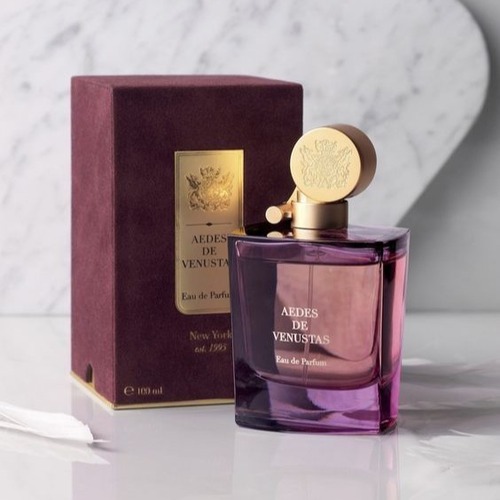 AEDES
DE
VENUSTAS
Eau de Parfum
New York
est. 1995
℮ 100 ml
AEDES
DE
VENUSTAS
Eau de Parfum